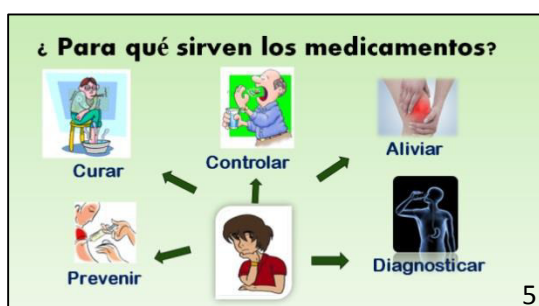 ¿ Para qué sirven los medicamentos?
Curar
Controlar
Aliviar
Prevenir
Diagnosticar
5